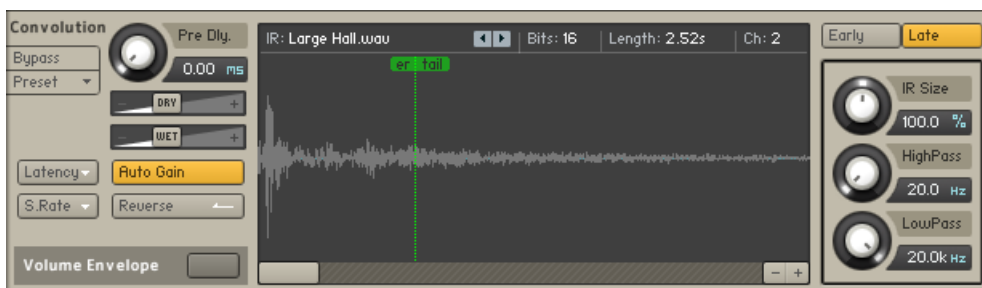 Convolution
Pre Dly.
Bypass
Preset
0.00 ms
- DRY +
- WET +
Latency
Auto Gain
S.Rate
Reverse
Volume Envelope
IR: Large Hall.wav
Bits: 16
Length: 2.52s
Ch: 2
er tail
- +
Early
Late
IR Size
100.0 %
HighPass
20.0 Hz
LowPass
20.0k Hz